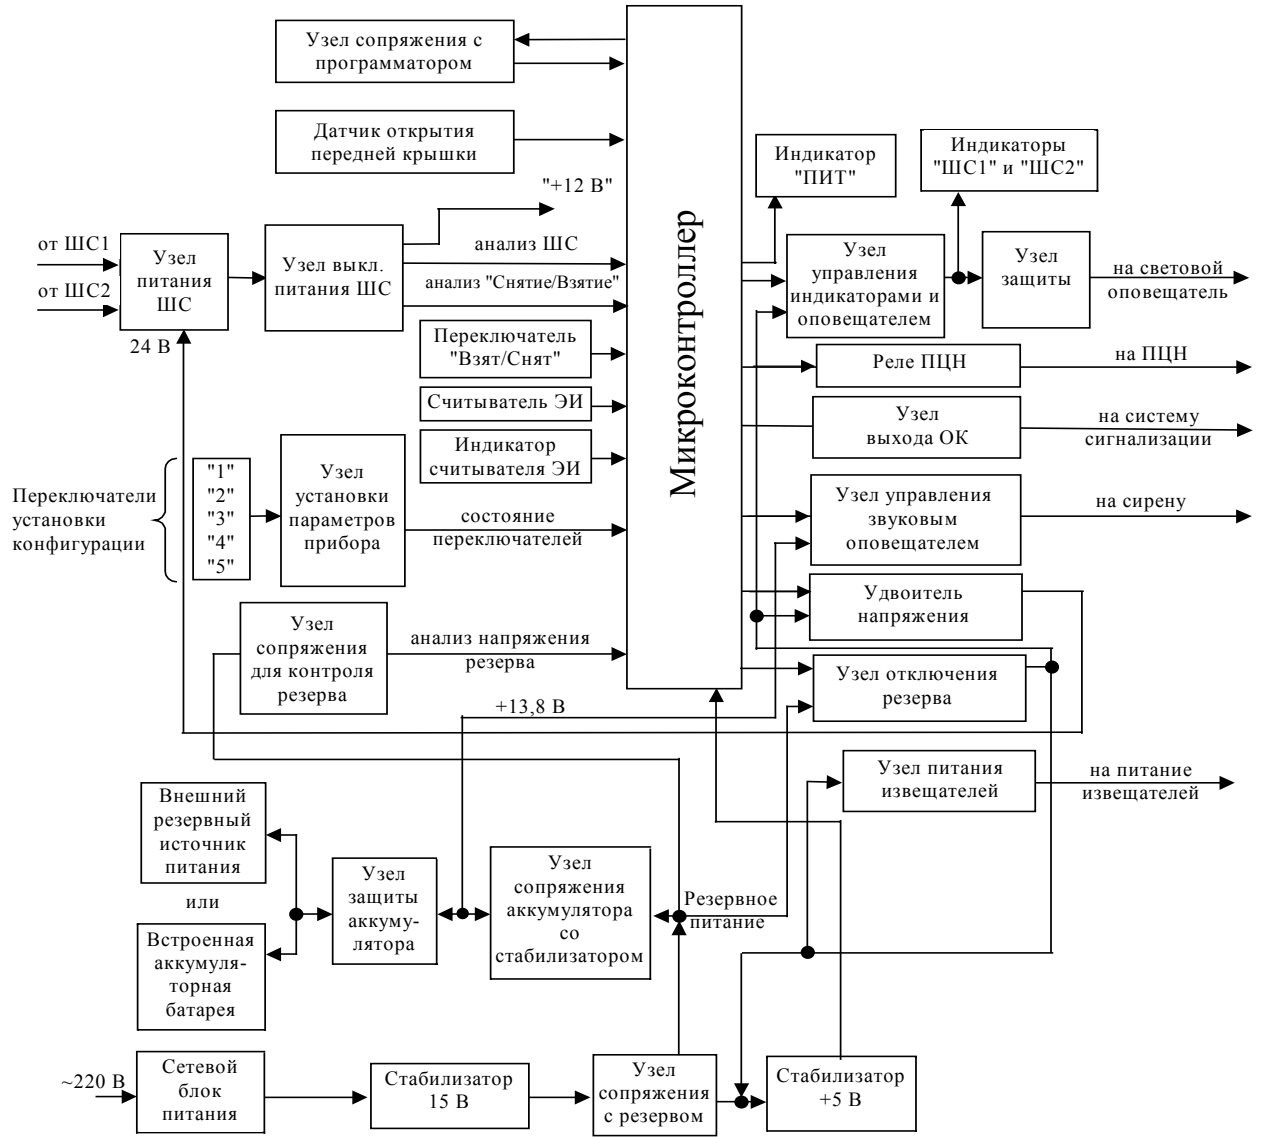 Узел сопряжения с
программатором
Датчик открытия
передней крышки
"+12 В"
от ШС1
от ШС2
Узел
питания
ШС
Узел выкл.
питания ШС
анализ ШС
анализ "Снятие/Взятие"
24 В
Переключатель
"Взят/Снят"
Считыватель ЭИ
Индикатор
считывателя ЭИ
Переключатели
установки
конфигурации
"1"
"2"
"3"
"4"
"5"
Узел
установки
параметров
прибора
состояние
переключателей
Узел
сопряжения
для контроля
резерва
анализ напряжения
резерва
Микроконтроллер
Индикатор
"ПИТ"
Индикаторы
"ШС1" и "ШС2"
Узел
управления
индикаторами и
оповещателем
Узел
защиты
на световой
оповещатель
Реле ПЦН
на ПЦН
Узел
выхода ОК
на систему
сигнализации
Узел управления
звуковым
оповещателем
на сирену
Удвоитель
напряжения
Узел отключения
резерва
+13,8 В
Узел питания
извещателей
на питание
извещателей
Внешний
резервный
источник
питания
или
Встроенная
аккумуля-
торная
батарея
Узел
защиты
аккуму-
лятора
Узел
сопряжения
аккумулятора
со
стабилизатором
Резервное
питание
~220 В
Сетевой
блок
питания
Стабилизатор
15 В
Узел
сопряжения
с резервом
Стабилизатор
+5 В